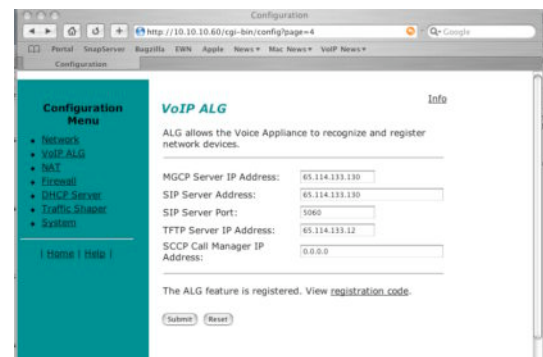 Configuration
http://10.10.10.60/cgi-bin/config?page=4
Q- Google
Portal SnapServer Bugzilla EWN Apple News Mac News VoIP News
Configuration
Configuration Menu
Network
VoIP ALG
NAT
Firewall
DHCP Server
Traffic Shaper
System
| Home | Help |
Info
VoIP ALG
ALG allows the Voice Appliance to recognize and register
network devices.
MGCP Server IP Address: 65.114.133.130
SIP Server Address: 65.114.133.130
SIP Server Port: 5060
TFTP Server IP Address: 65.114.133.12
SCCP Call Manager IP
Address: 0.0.0.0
The ALG feature is registered. View registration code.
Submit Reset